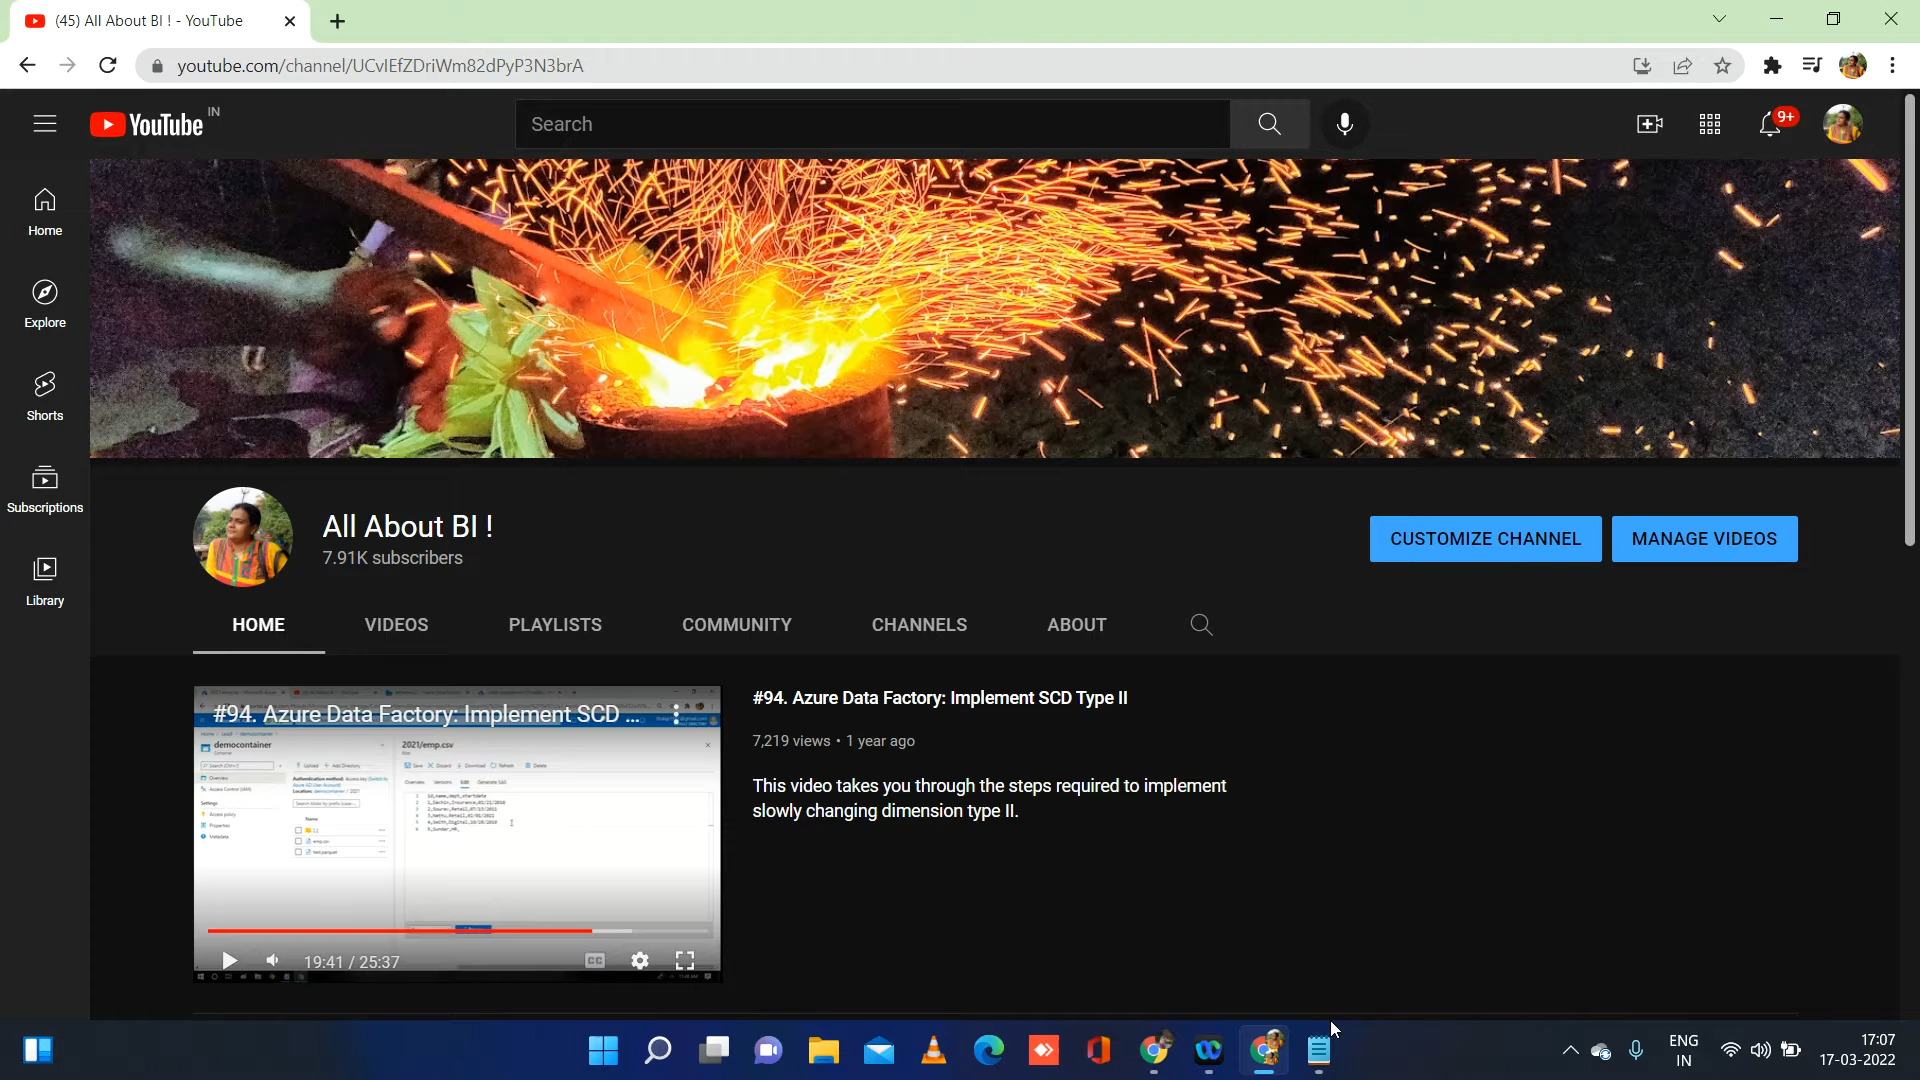 (45) All About BI ! - YouTube
youtube.com/channel/UCvIEfZDriWm82dPyP3N3brA
YouTube IN
Search
9+
Home
Explore
Shorts
Subscriptions
Library
All About BI !
7.91K subscribers
CUSTOMIZE CHANNEL
MANAGE VIDEOS
HOME VIDEOS PLAYLISTS COMMUNITY CHANNELS ABOUT
#94. Azure Data Factory: Implement SCD ...
democontainer
2021/emp.csv
19:41 / 25:37
CC
#94. Azure Data Factory: Implement SCD Type II
7,219 views • 1 year ago
This video takes you through the steps required to implement
slowly changing dimension type II.
ENG
IN
17:07
17-03-2022